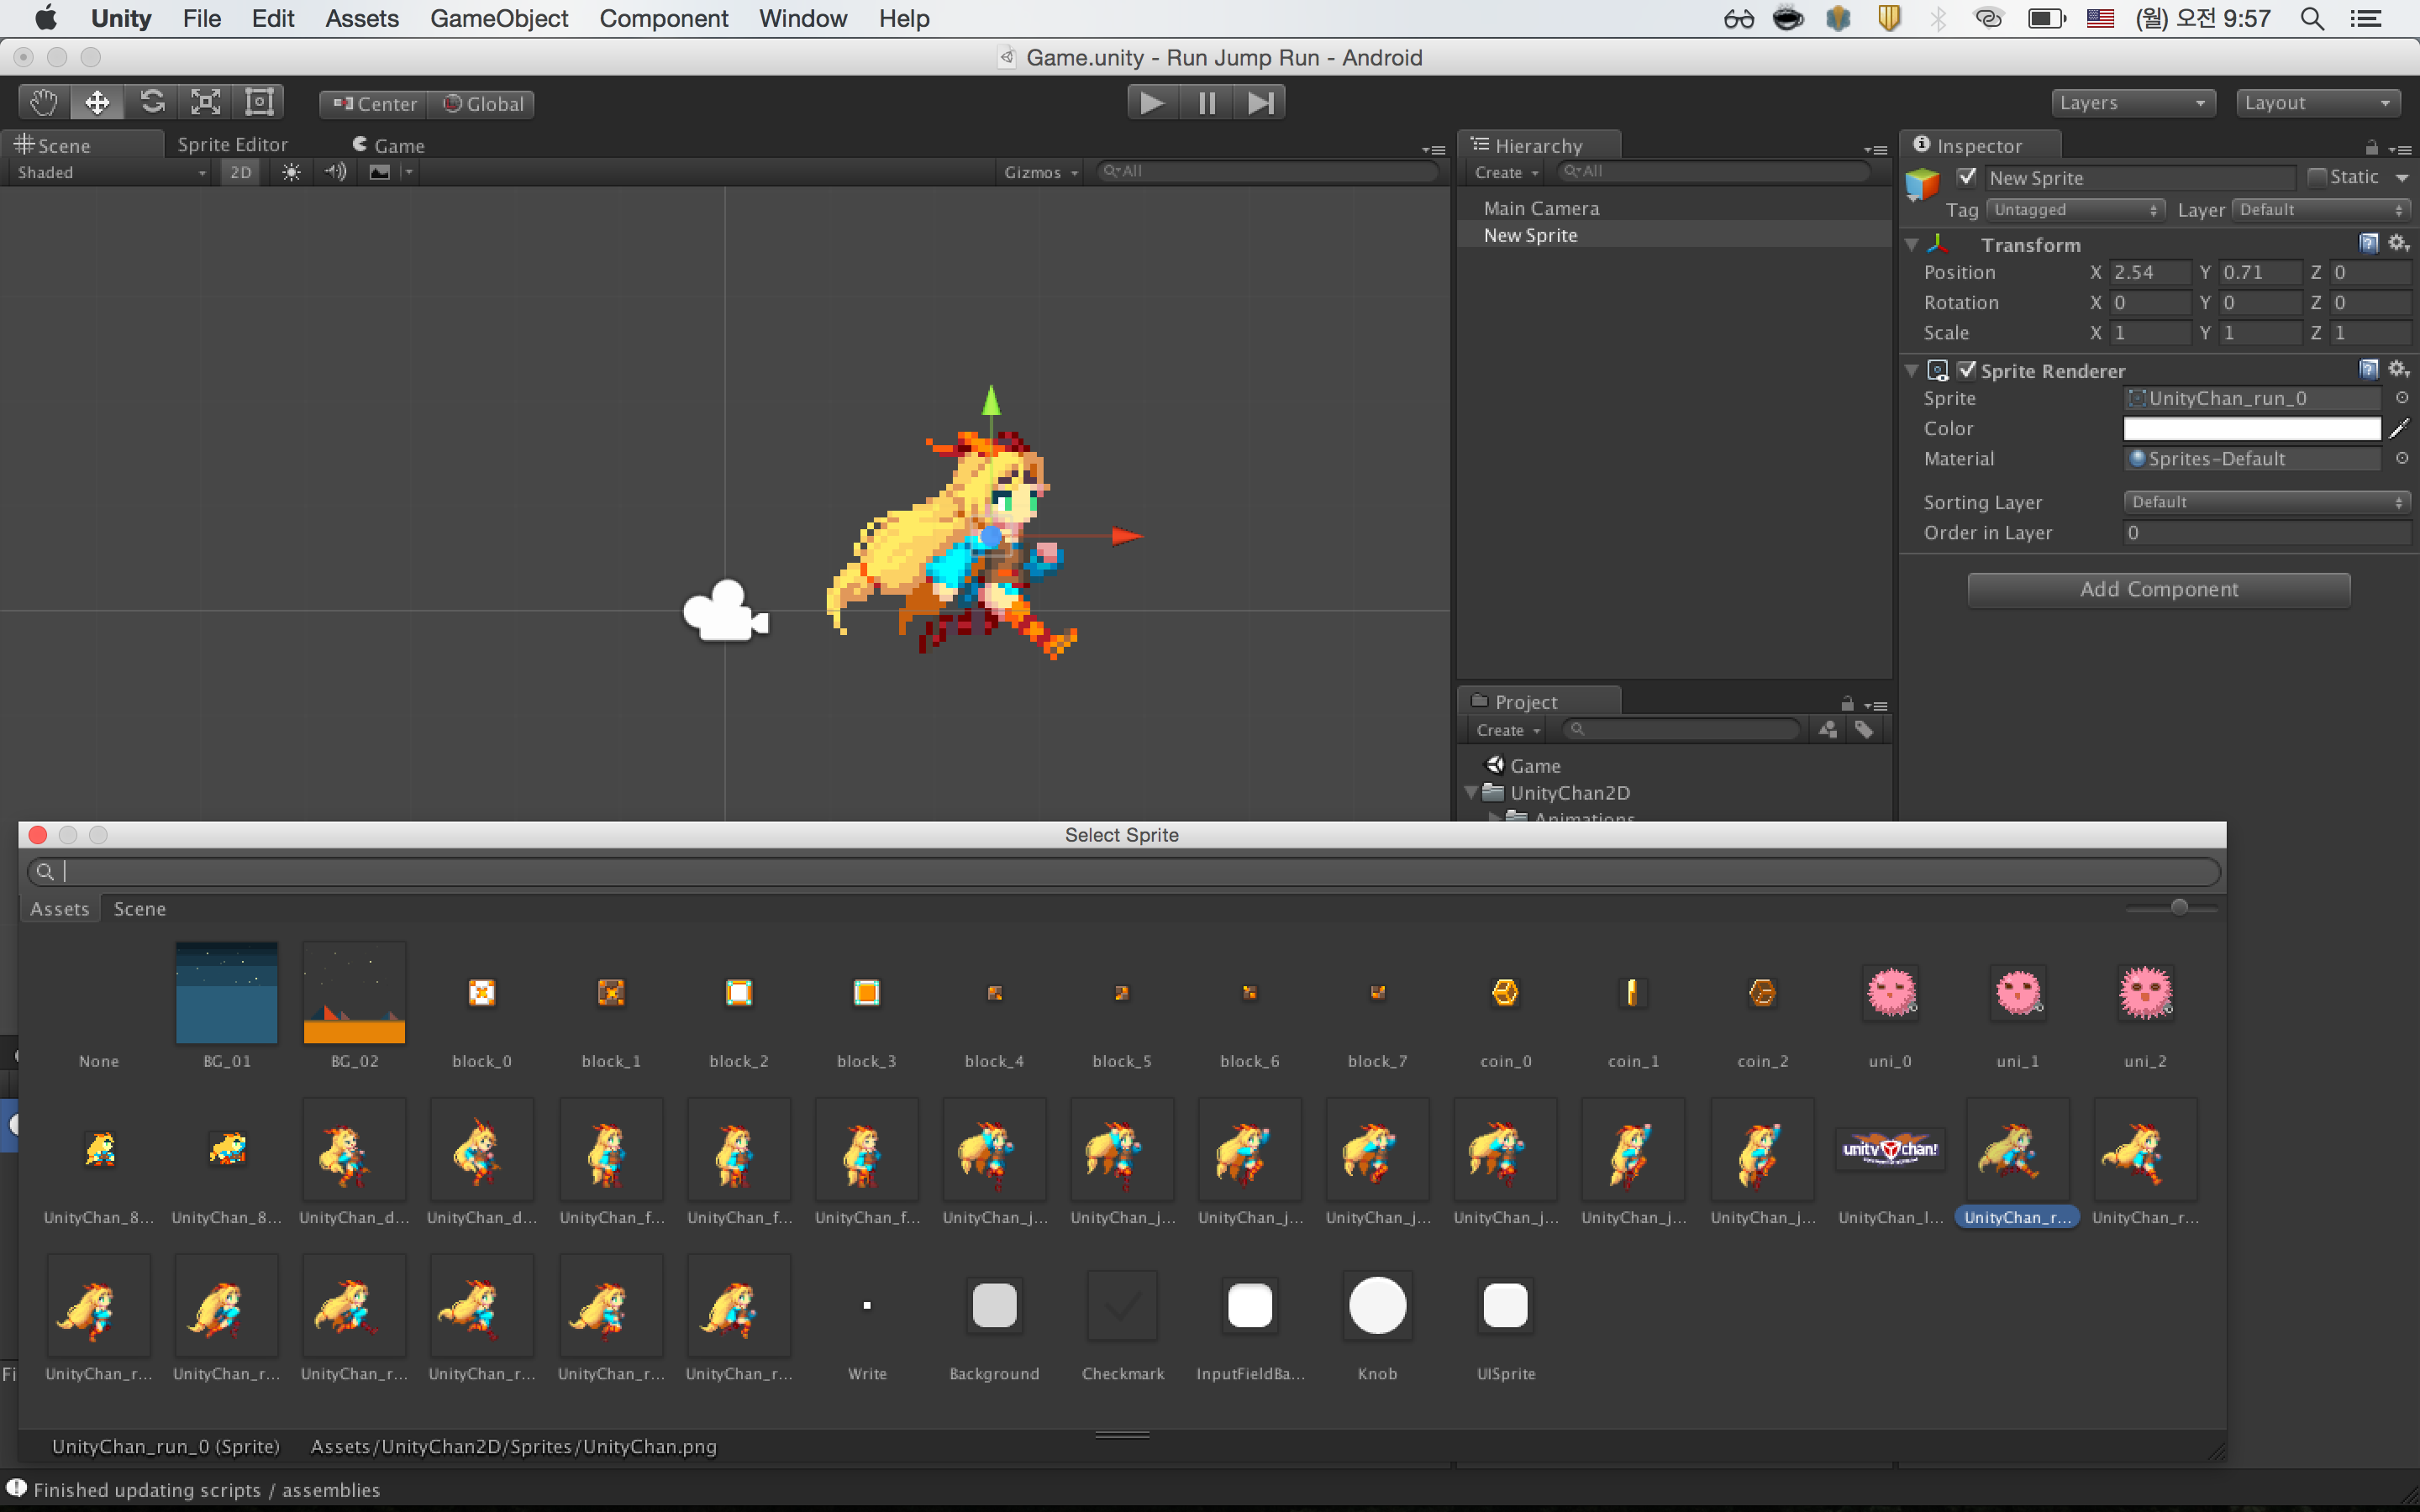 Unity File Edit Assets GameObject Component Window Help (월) 오전 9:57
Game.unity - Run Jump Run - Android
Center Global Layers Layout
Scene Sprite Editor Game
Shaded 2D Gizmos All
Hierarchy
Create All
Main Camera
New Sprite
Inspector
New Sprite Static
Tag Untagged Layer Default
Transform
Position X 2.54 Y 0.71 Z 0
Rotation X 0 Y 0 Z 0
Scale X 1 Y 1 Z 1
Sprite Renderer
Sprite UnityChan_run_0
Color
Material Sprites-Default
Sorting Layer Default
Order in Layer 0
Add Component
Project
Create
Game
UnityChan2D
Animations
Select Sprite
Assets Scene
None BG_01 BG_02 block_0 block_1 block_2 block_3 block_4 block_5 block_6 block_7 coin_0 coin_1 coin_2 uni_0 uni_1 uni_2
unity chan!
UnityChan_8... UnityChan_8... UnityChan_d... UnityChan_d... UnityChan_f... UnityChan_f... UnityChan_f... UnityChan_j... UnityChan_j... UnityChan_j... UnityChan_j... UnityChan_j... UnityChan_j... UnityChan_j... UnityChan_l... UnityChan_r... UnityChan_r...
UnityChan_r... UnityChan_r... UnityChan_r... UnityChan_r... UnityChan_r... UnityChan_r... Write Background Checkmark InputFieldBa... Knob UISprite
Fi
UnityChan_run_0 (Sprite) Assets/UnityChan2D/Sprites/UnityChan.png
Finished updating scripts / assemblies